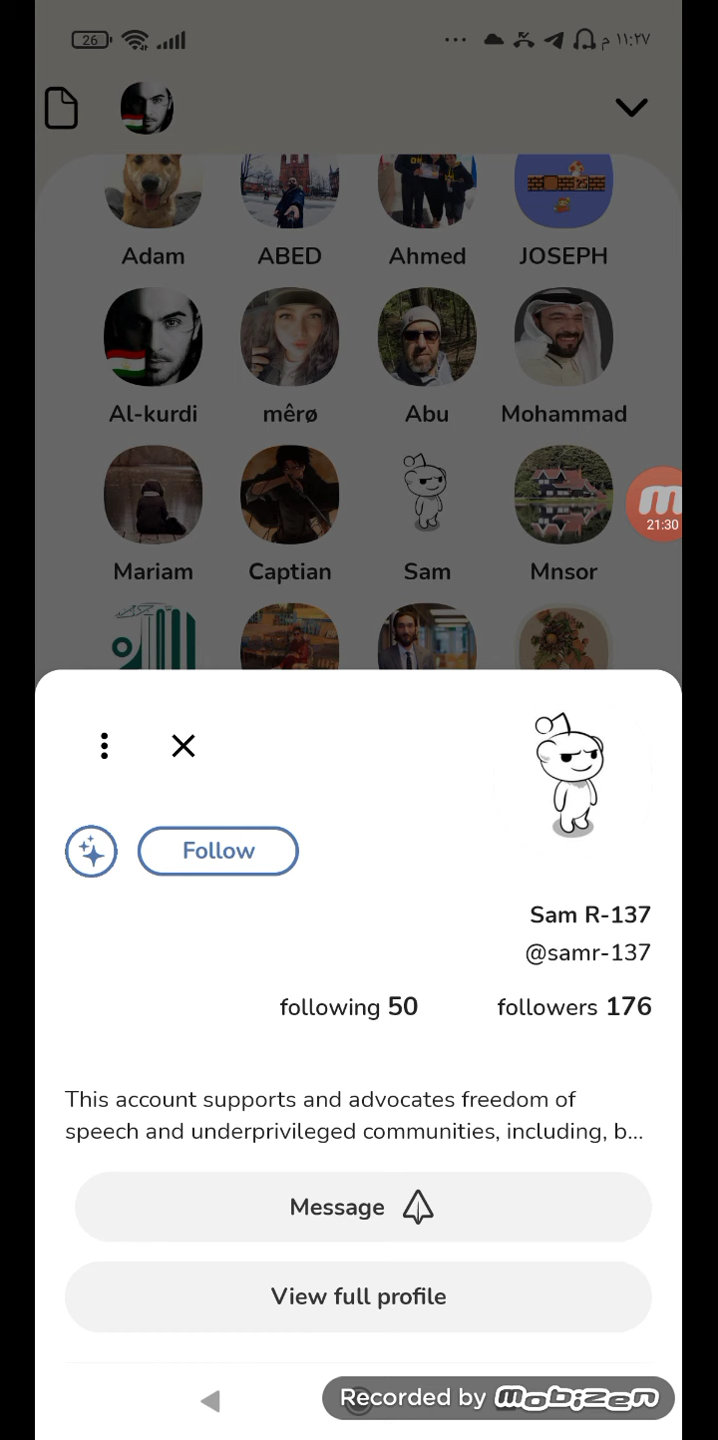 26
... م ١١:٢٧
Adam ABED Ahmed JOSEPH
Al-kurdi mêrø Abu Mohammad
21:30
Mariam Captian Sam Mnsor
Follow
Sam R-137
@samr-137
following 50 followers 176
This account supports and advocates freedom of
speech and underprivileged communities, including, b...
Message
View full profile
Recorded by mobizen